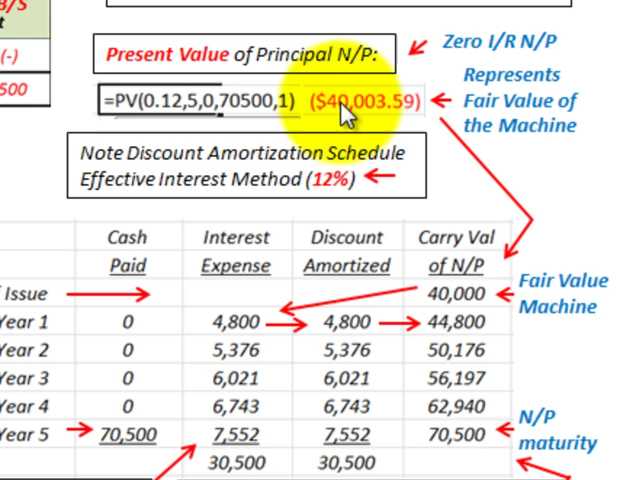 B/S
t
(-)
500
Present Value of Principal N/P:
Zero I/R N/P
=PV(0.12,5,0,70500,1) ($40,003.59)
Represents
Fair Value of
the Machine
Note Discount Amortization Schedule
Effective Interest Method (12%)
Cash Interest Discount Carry Val
Paid Expense Amortized of N/P
Issue 40,000
Fair Value
Machine
Year 1 0 4,800 4,800 44,800
Year 2 0 5,376 5,376 50,176
Year 3 0 6,021 6,021 56,197
Year 4 0 6,743 6,743 62,940
Year 5 70,500 7,552 7,552 70,500
N/P
maturity
30,500 30,500